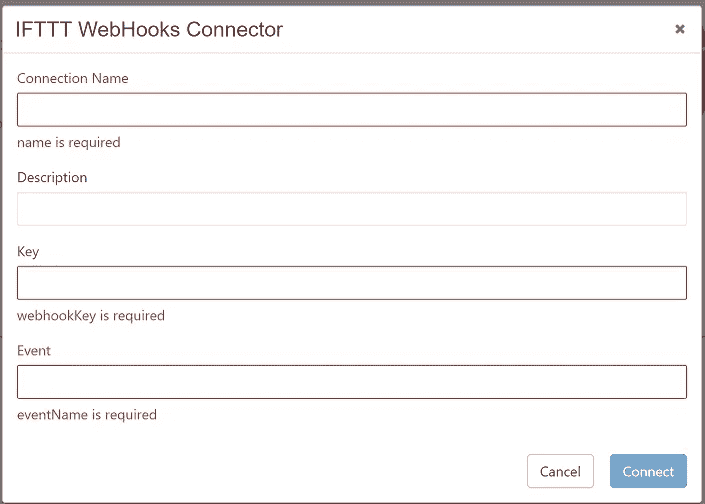 IFTTT WebHooks Connector
Connection Name
name is required
Description
Key
webhookKey is required
Event
eventName is required
Cancel
Connect